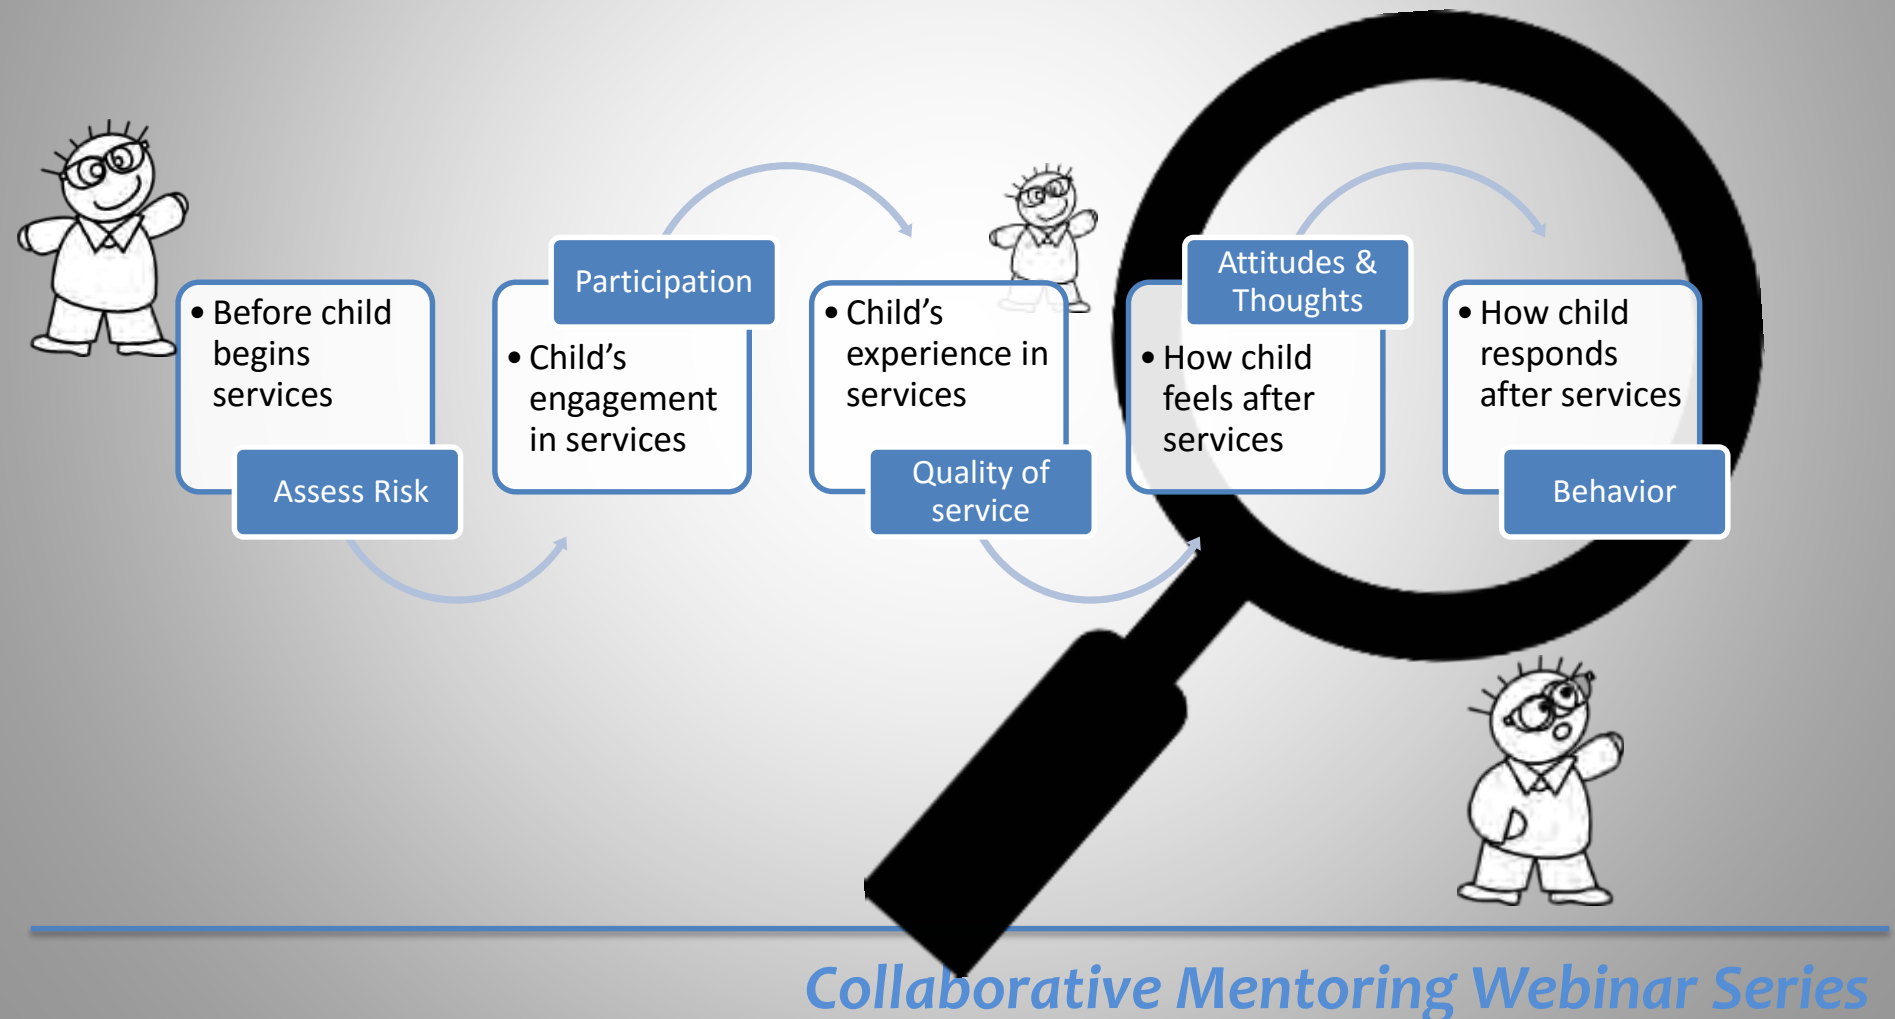 • Before child
begins
services
Assess Risk
Participation
• Child’s
engagement
in services
• Child’s
experience in
services
Quality of
service
Attitudes &
Thoughts
• How child
feels after
services
• How child
responds
after services
Behavior
Collaborative Mentoring Webinar Series